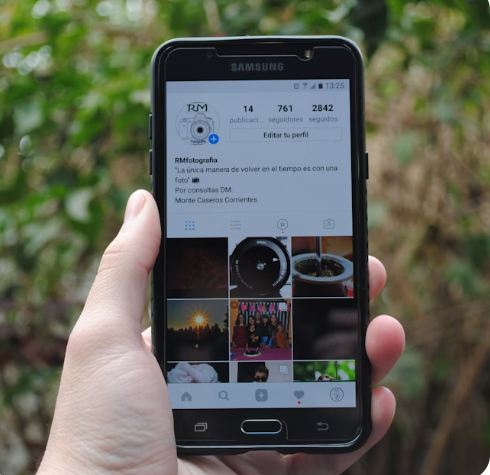 SAMSUNG
13:25
RM
14 761 2842
publicaci... seguidores seguidos
Editar tu perfil
RMfotografia
"La única manera de volver en el tiempo es con una
foto" 📷
Por consultas DM:
Monte Caseros Corrientes